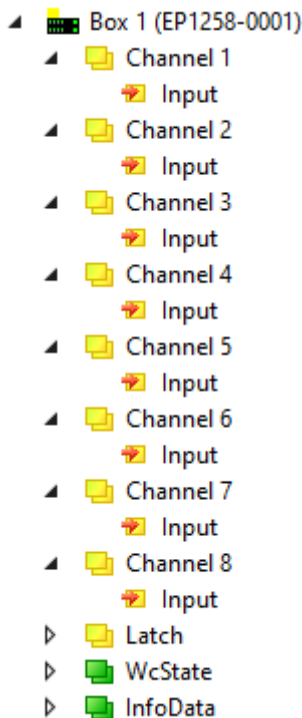 Box 1 (EP1258-0001)
Channel 1
Input
Channel 2
Input
Channel 3
Input
Channel 4
Input
Channel 5
Input
Channel 6
Input
Channel 7
Input
Channel 8
Input
Latch
WcState
InfoData